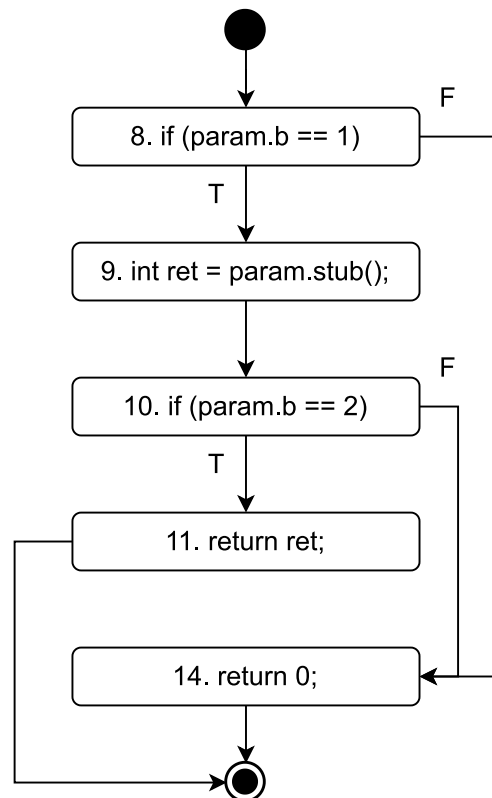 F
8. if (param.b == 1)
T
9. int ret = param.stub();
F
10. if (param.b == 2)
T
11. return ret;
14. return 0;